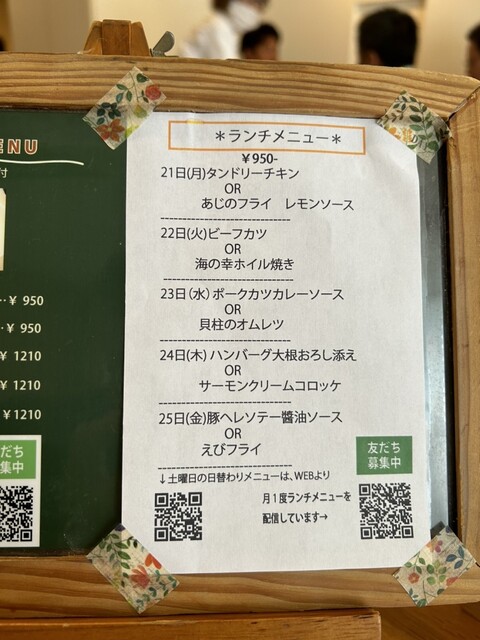 ENU
付
‥¥ 950
‥¥ 950
¥ 1210
¥ 1210
¥ 1210
だち
募集中
＊ランチメニュー＊
¥950-
21日(月)タンドリーチキン
OR
あじのフライ レモンソース
22日(火)ビーフカツ
OR
海の幸ホイル焼き
23日(水)ポークカツカレーソース
OR
貝柱のオムレツ
24日(木)ハンバーグ大根おろし添え
OR
サーモンクリームコロッケ
25日(金)豚ヘレソテー醬油ソース
OR
えびフライ
↓土曜日の日替わりメニューは、WEBより
月１度ランチメニューを
配信しています→
友だち
募集中